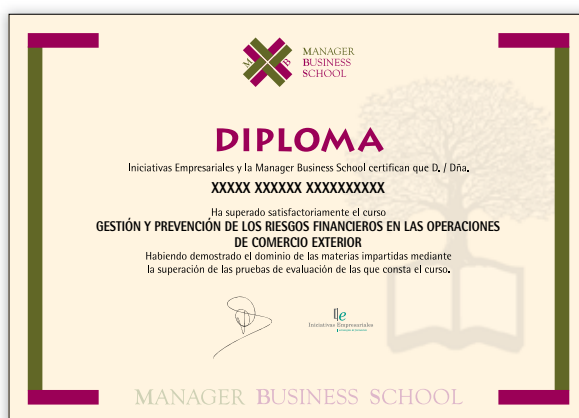 M B
MANAGER
BUSINESS
SCHOOL
DIPLOMA
Iniciativas Empresariales y la Manager Business School certifican que D. / Dña.
XXXXX XXXXXX XXXXXXXXXX
Ha superado satisfactoriamente el curso
GESTIÓN Y PREVENCIÓN DE LOS RIESGOS FINANCIEROS EN LAS OPERACIONES
DE COMERCIO EXTERIOR
Habiendo demostrado el dominio de las materias impartidas mediante
la superación de las pruebas de evaluación de las que consta el curso.
Ie
Iniciativas Empresariales
MANAGER BUSINESS SCHOOL